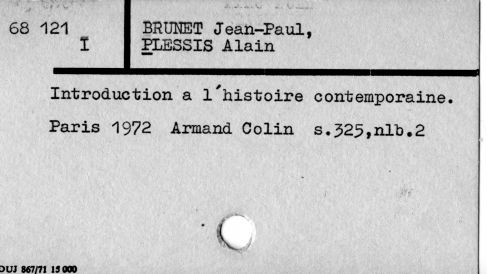 68 121
I
BRUNET Jean-Paul,
PLESSIS Alain
Introduction a l'histoire contemporaine.
Paris 1972 Armand Colin s.325,nlb.2
DUJ 867/71 15 000